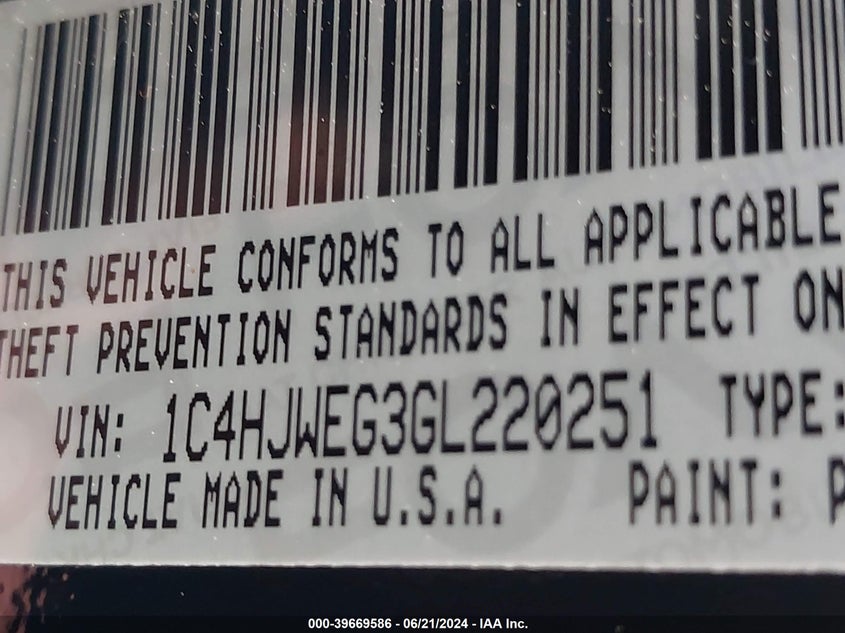 THIS VEHICLE CONFORMS TO ALL APPLICABLE
THEFT PREVENTION STANDARDS IN EFFECT ON
VIN: 1C4HJWEG3GL220251 TYPE:
VEHICLE MADE IN U.S.A. PAINT: P
000-39669586 - 06/21/2024 - IAA Inc.